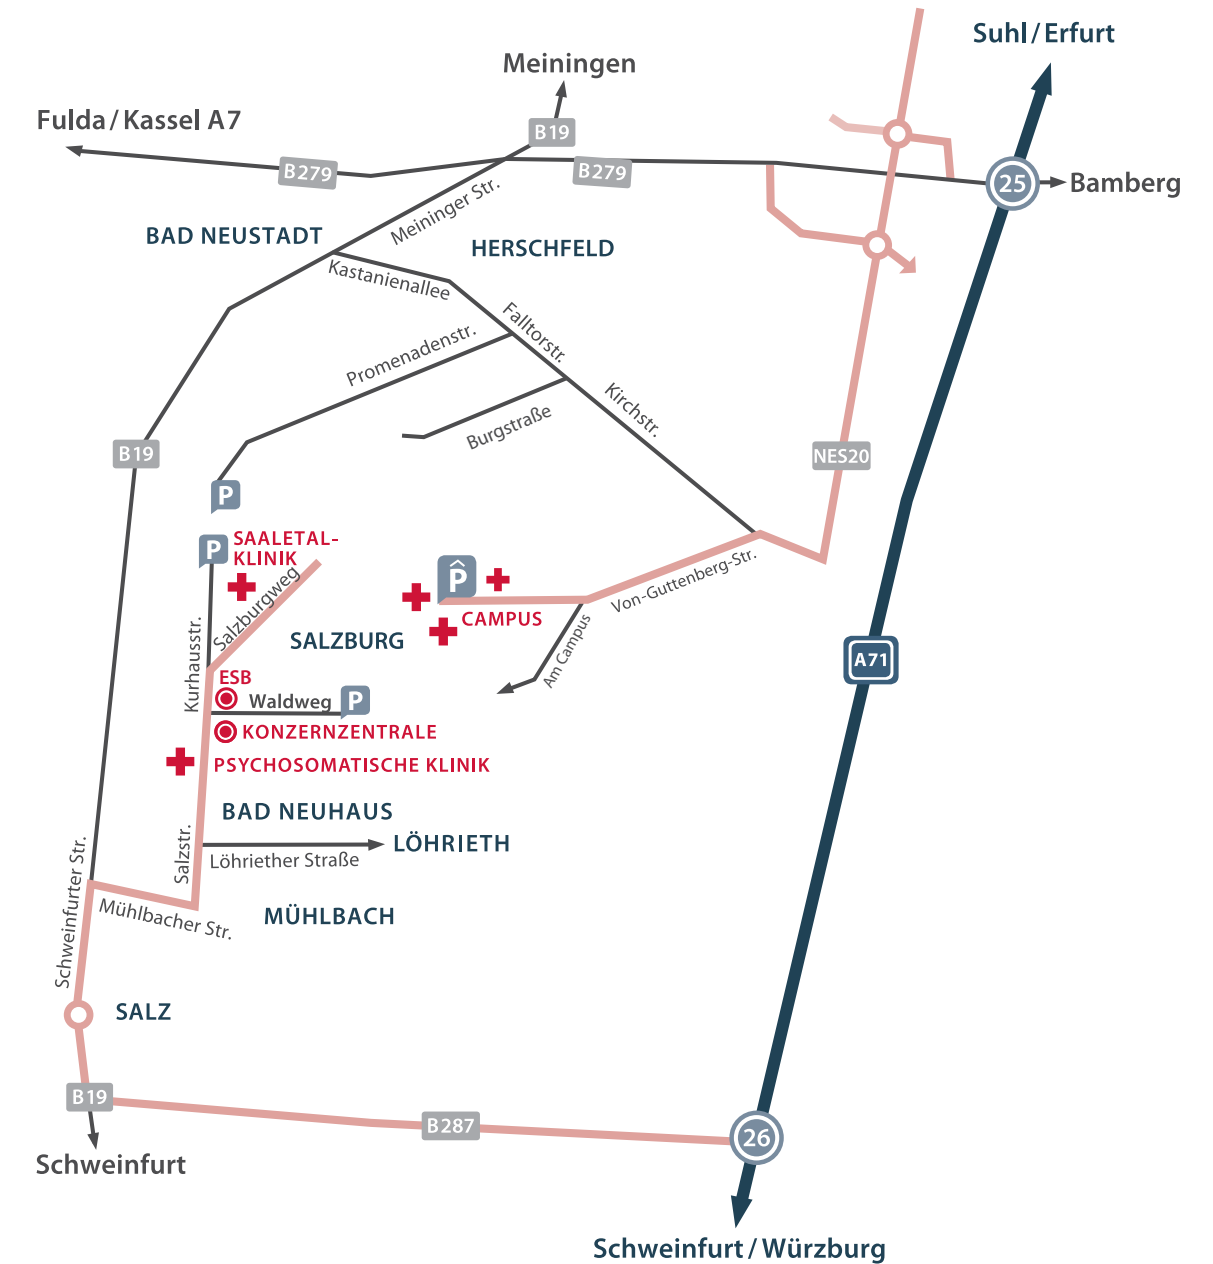 Suhl / Erfurt
Meiningen
Fulda / Kassel A7
B19
B279
B279
25
Bamberg
Meininger Str.
BAD NEUSTADT
HERSCHFELD
Kastanienallee
Falltorstr.
Promenadenstr.
Kirchstr.
Burgstraße
B19
NES20
P
SAALETAL-
KLINIK
P
P
Salzburgweg
Von-Guttenberg-Str.
CAMPUS
SALZBURG
Am Campus
Kurhausstr.
A71
ESB
Waldweg
P
KONZERNZENTRALE
PSYCHOSOMATISCHE KLINIK
BAD NEUHAUS
Salzstr.
LÖHRIETH
Löhriether Straße
Schweinfurter Str.
Mühlbacher Str.
MÜHLBACH
SALZ
B19
B287
26
Schweinfurt
Schweinfurt / Würzburg